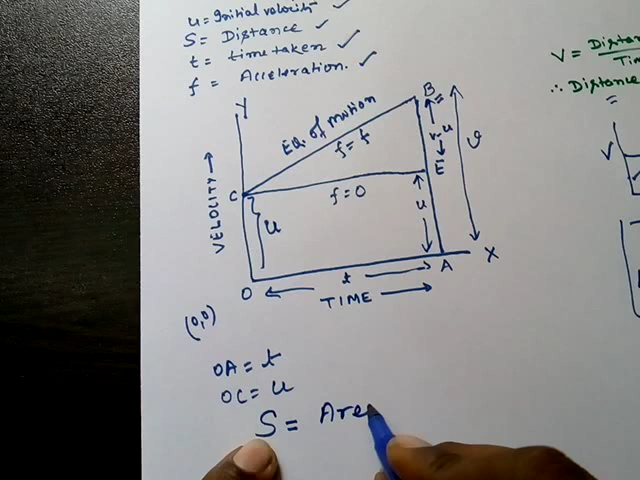 u = Initial velocity ✓
S = Distance ✓
t = time taken ✓
f = Acceleration. ✓
V = Distan
Tim
∴ Distance
=
Y
B
Eq. of motion
f = f
v-u
v
E
VELOCITY →
C
f = 0
u
u
V
t
A
X
O
← TIME →
(0,0)
OA = t
OC = u
S = Are